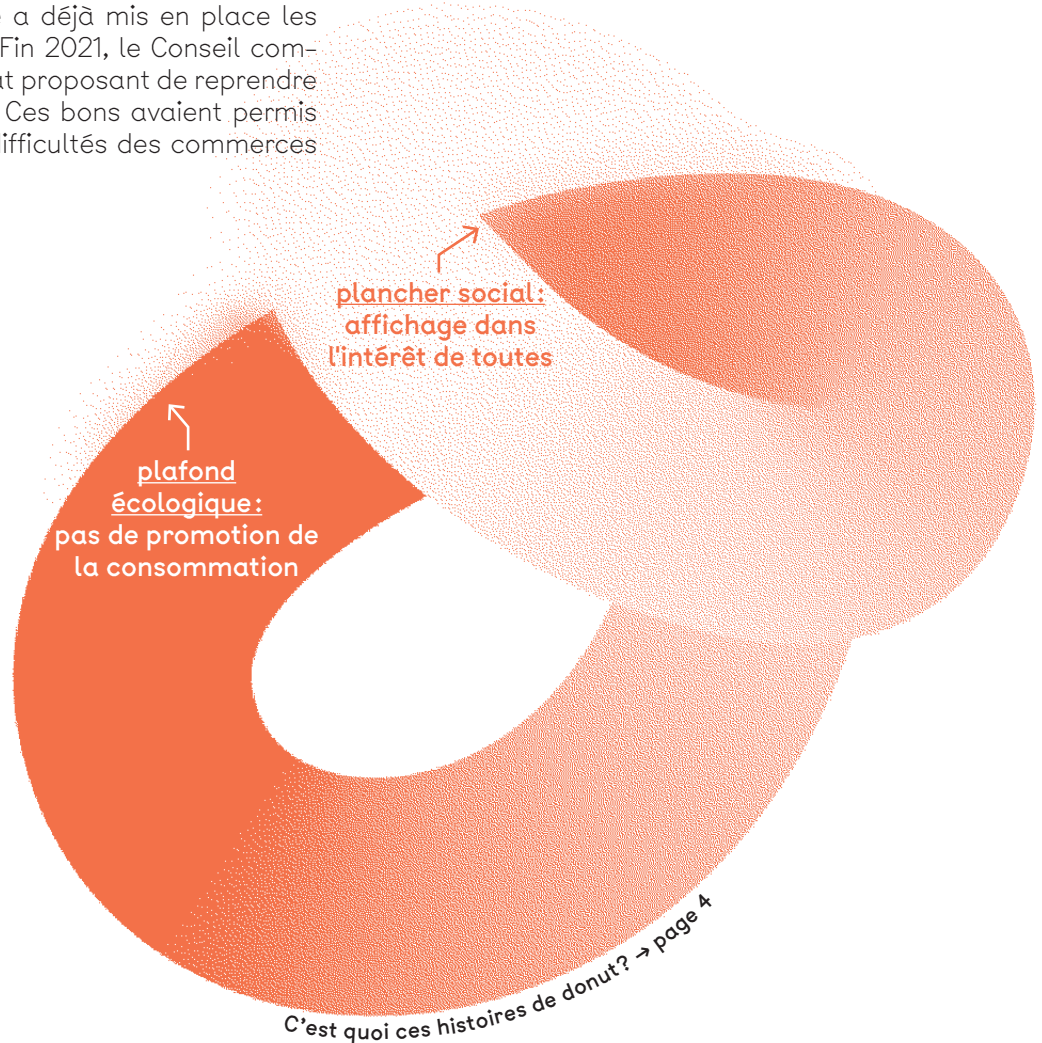 a déjà mis en place les
Fin 2021, le Conseil com-
proposant de reprendre
Ces bons avaient permis
difficultés des commerces
plancher social:
affichage dans
l'intérêt de toutes
plafond
écologique:
pas de promotion de
la consommation
C'est quoi ces histoires de donut? → page 4